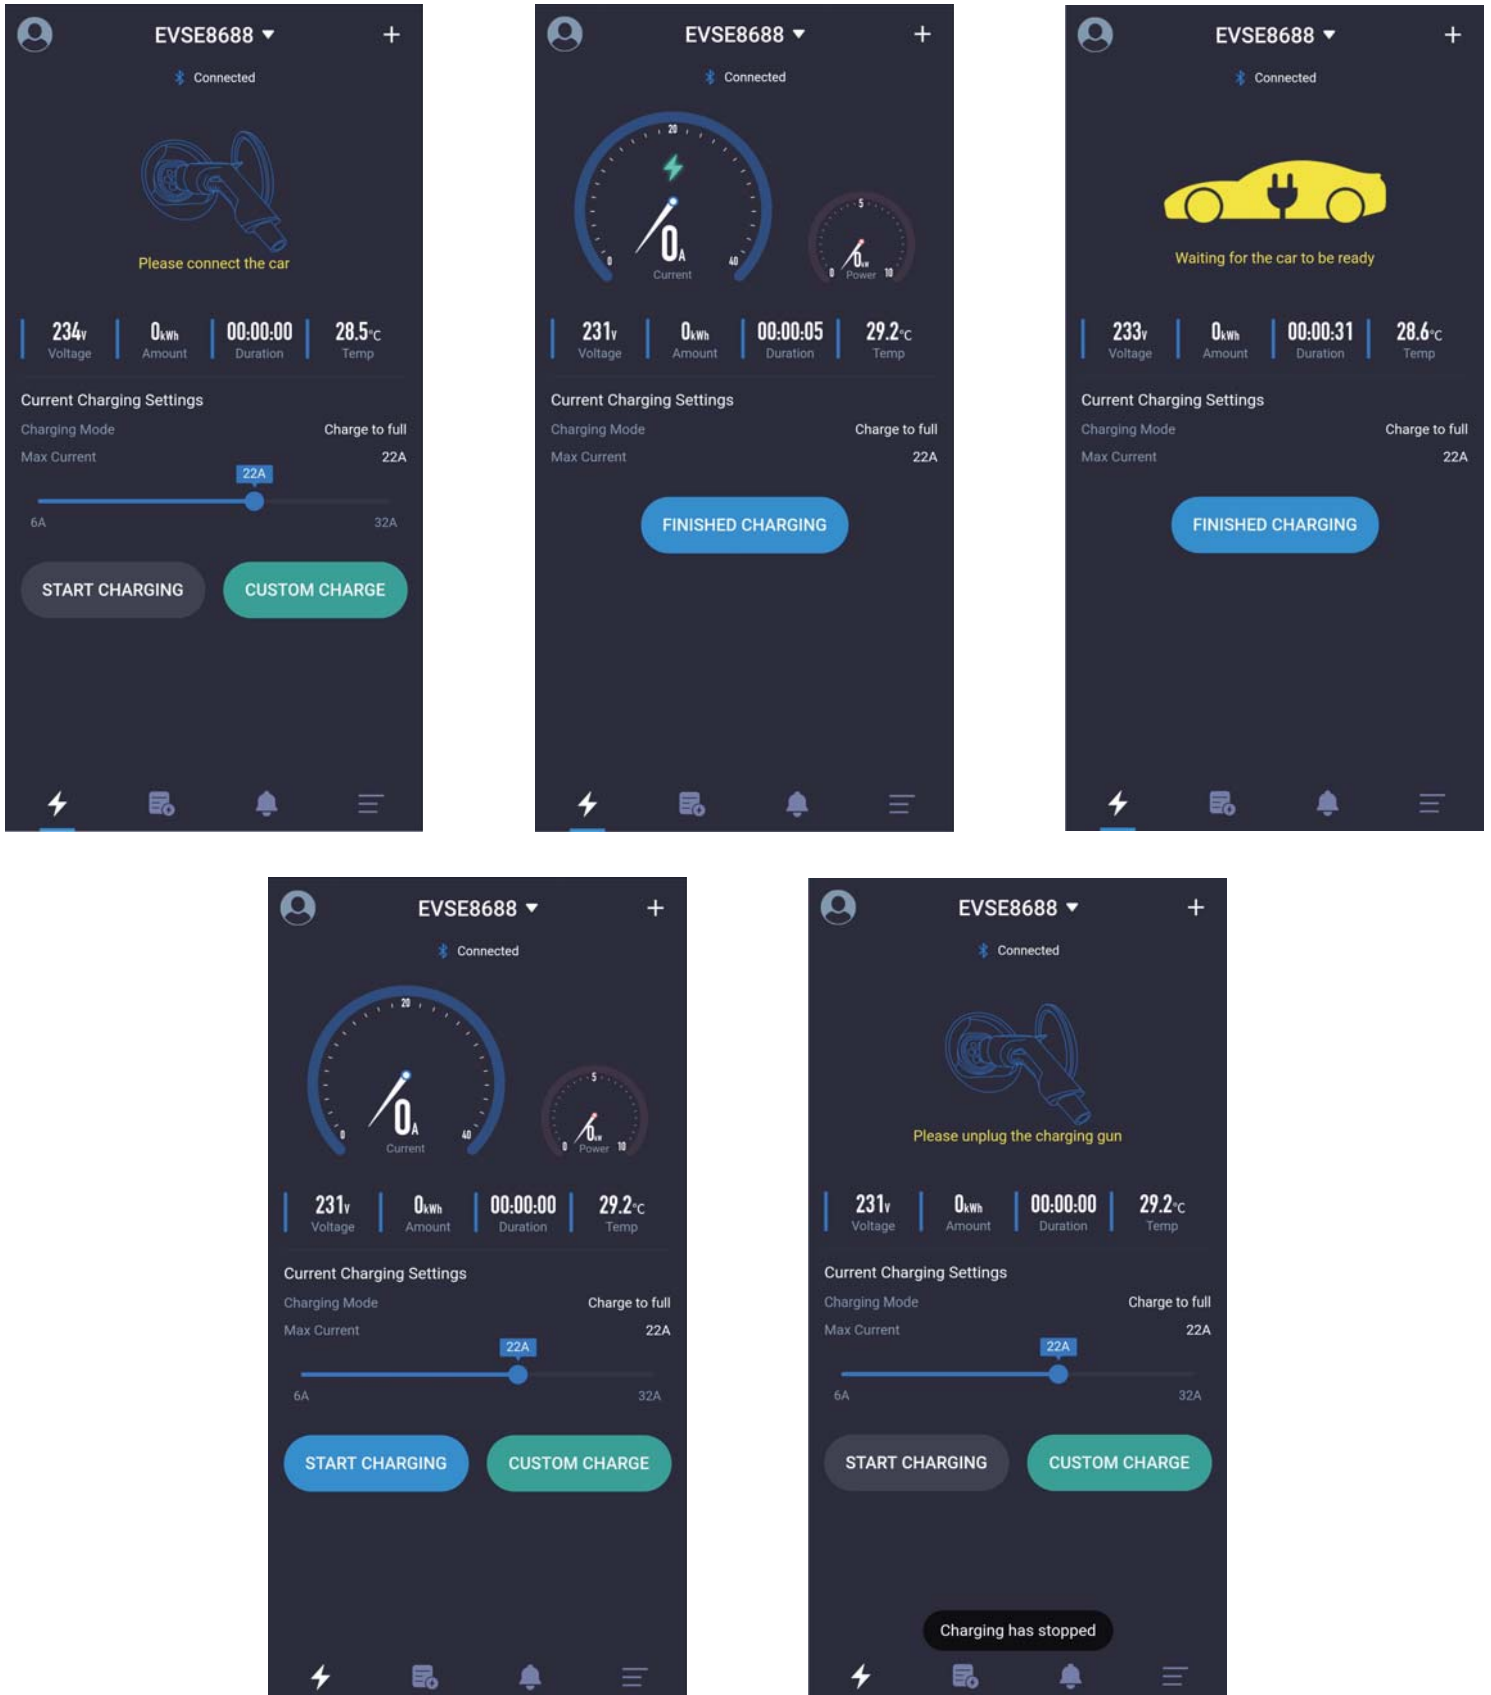 EVSE8688
Connected
Please connect the car
234V 0kWh 00:00:00 28.5°C
Voltage Amount Duration Temp
Current Charging Settings
Charging Mode Charge to full
Max Current 22A
22A
6A 32A
START CHARGING CUSTOM CHARGE
EVSE8688
Connected
20
0 0A 40
Current
5
0 0kW 10
Power
231V 0kWh 00:00:05 29.2°C
Voltage Amount Duration Temp
Current Charging Settings
Charging Mode Charge to full
Max Current 22A
FINISHED CHARGING
EVSE8688
Connected
Waiting for the car to be ready
233V 0kWh 00:00:31 28.6°C
Voltage Amount Duration Temp
Current Charging Settings
Charging Mode Charge to full
Max Current 22A
FINISHED CHARGING
EVSE8688
Connected
20
0 0A 40
Current
5
0 0kW 10
Power
231V 0kWh 00:00:00 29.2°C
Voltage Amount Duration Temp
Current Charging Settings
Charging Mode Charge to full
Max Current 22A
22A
6A 32A
START CHARGING CUSTOM CHARGE
EVSE8688
Connected
Please unplug the charging gun
231V 0kWh 00:00:00 29.2°C
Voltage Amount Duration Temp
Current Charging Settings
Charging Mode Charge to full
Max Current 22A
22A
6A 32A
START CHARGING CUSTOM CHARGE
Charging has stopped